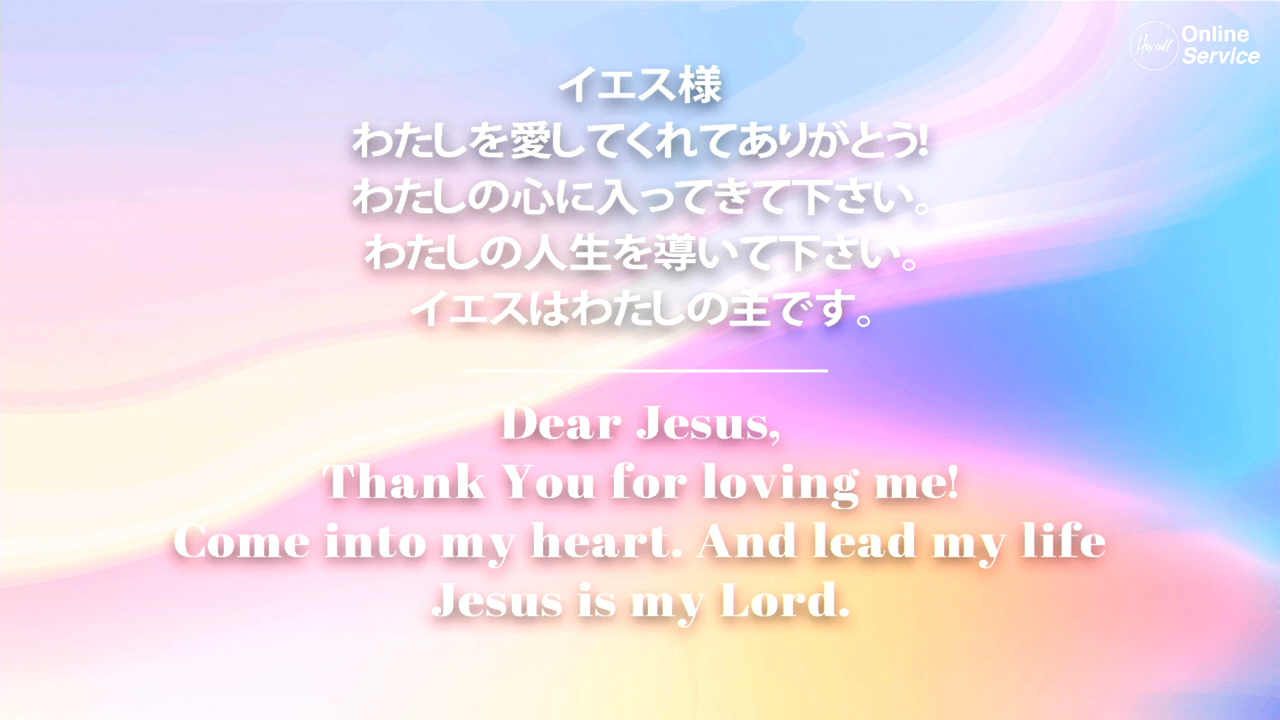 His call
Online
Service
イエス様
わたしを愛してくれてありがとう!
わたしの心に入ってきて下さい。
わたしの人生を導いて下さい。
イエスはわたしの主です。
Dear Jesus,
Thank You for loving me!
Come into my heart. And lead my life
Jesus is my Lord.